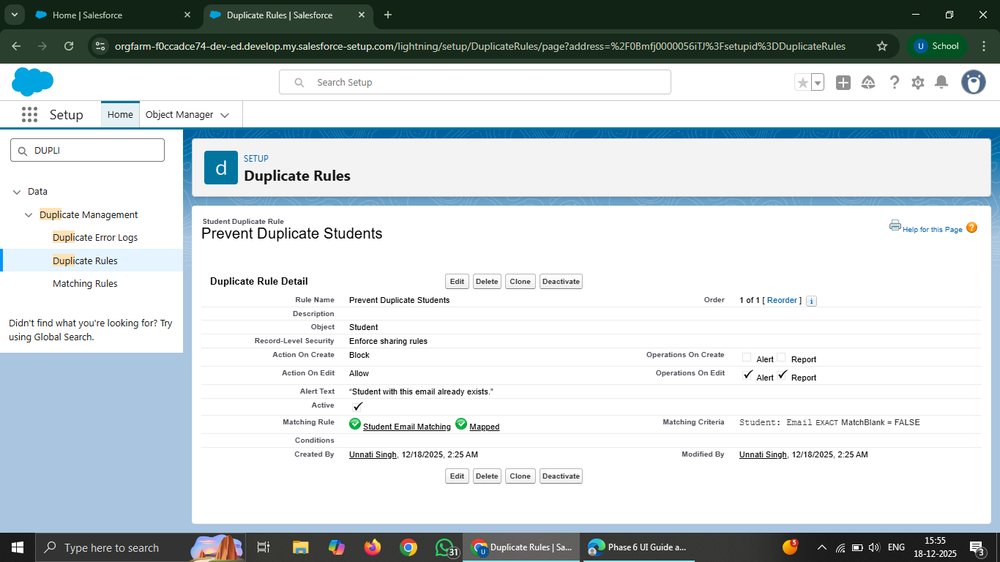 Home | Salesforce
Duplicate Rules | Salesforce
orgfarm-f0ccadce74-dev-ed.develop.my.salesforce-setup.com/lightning/setup/DuplicateRules/page?address=%2F0Bmfj0000056iTJ%3Fsetupid%3DDuplicateRules
U School
Search Setup
Setup Home Object Manager
DUPLI
Data
Duplicate Management
Duplicate Error Logs
Duplicate Rules
Matching Rules
Didn't find what you're looking for? Try
using Global Search.
d
SETUP
Duplicate Rules
Student Duplicate Rule
Prevent Duplicate Students
Help for this Page ?
Duplicate Rule Detail Edit Delete Clone Deactivate
Rule Name Prevent Duplicate Students Order 1 of 1 [ Reorder ] i
Description
Object Student
Record-Level Security Enforce sharing rules
Action On Create Block Operations On Create Alert Report
Action On Edit Allow Operations On Edit Alert Report
Alert Text “Student with this email already exists.”
Active
Matching Rule Student Email Matching Mapped Matching Criteria Student: Email EXACT MatchBlank = FALSE
Conditions
Created By Unnati Singh, 12/18/2025, 2:25 AM Modified By Unnati Singh, 12/18/2025, 2:25 AM
Edit Delete Clone Deactivate
Type here to search
31
U
Duplicate Rules | Sa...
Phase 6 UI Guide a...
5
ENG
15:55
18-12-2025
3